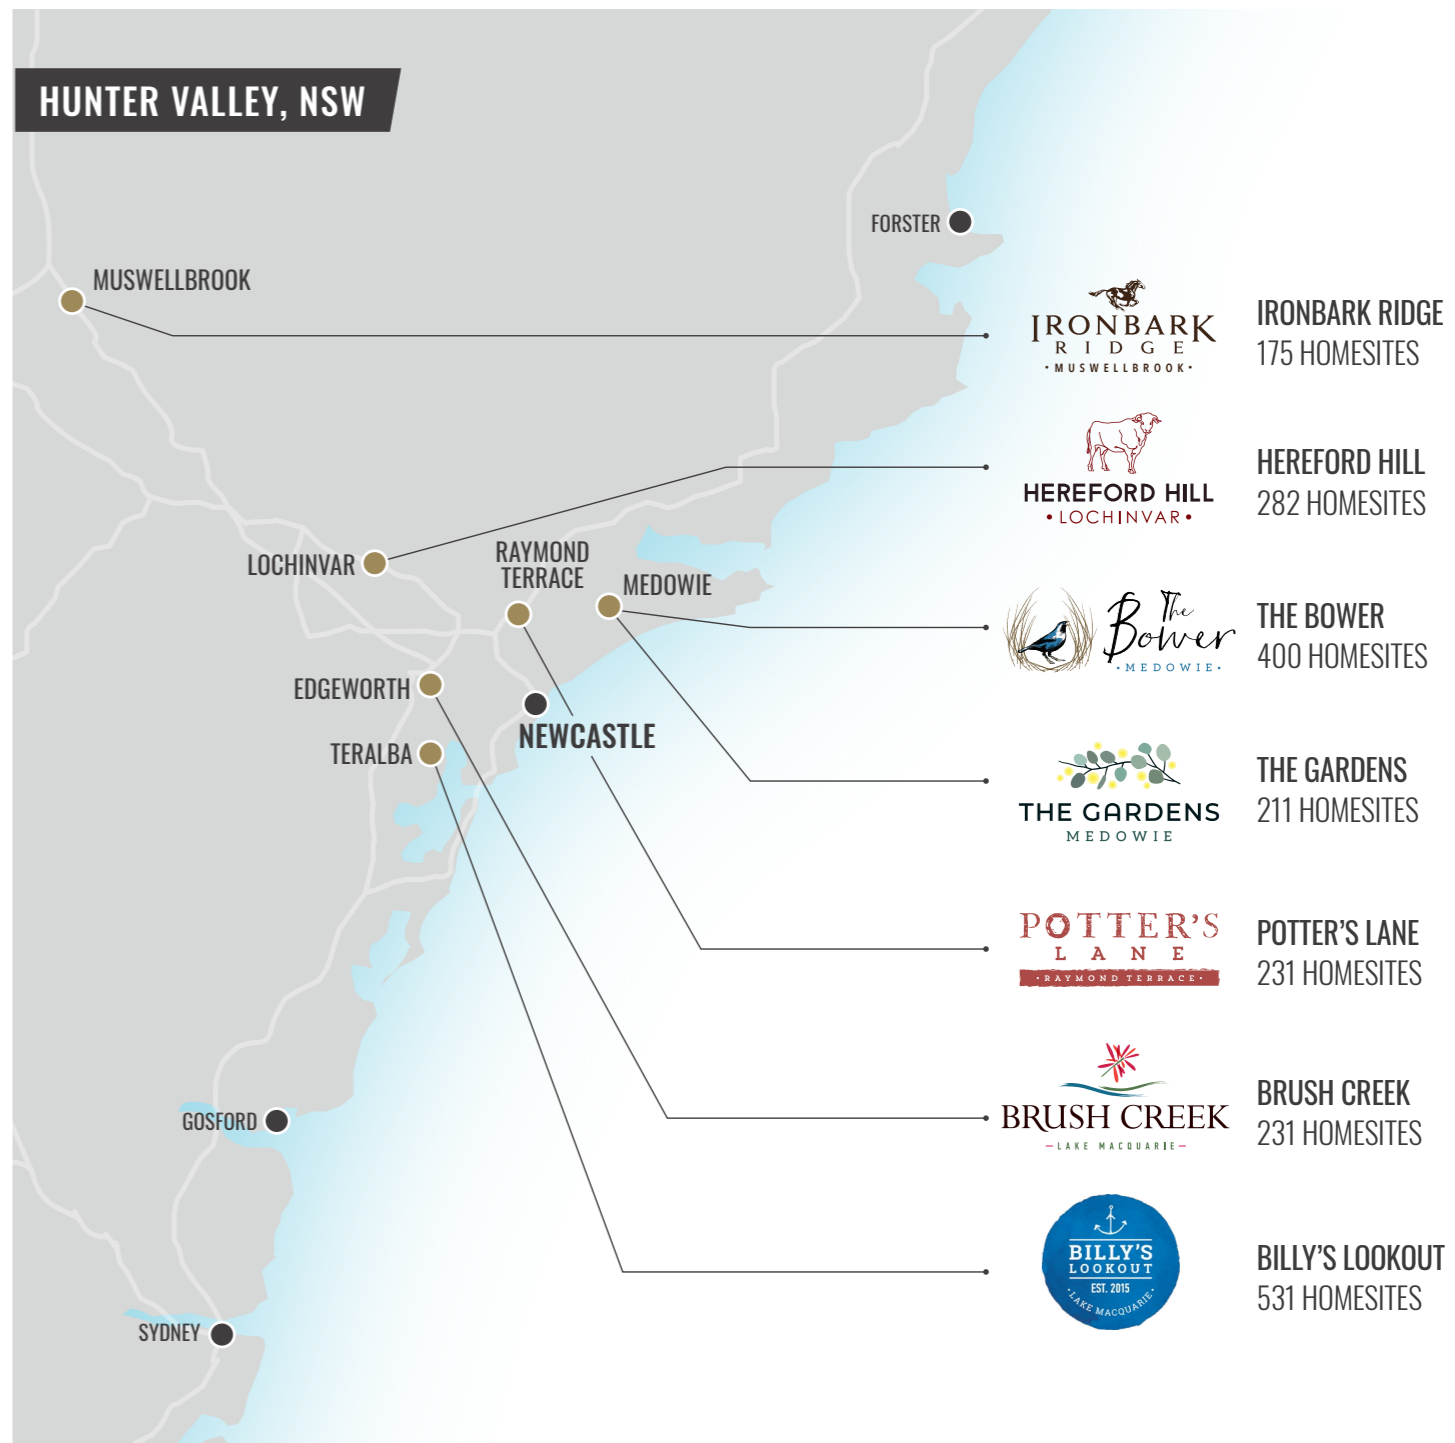 HUNTER VALLEY, NSW
FORSTER
MUSWELLBROOK
IRONBARK
RIDGE
• MUSWELLBROOK •
IRONBARK RIDGE
175 HOMESITES
HEREFORD HILL
• LOCHINVAR •
HEREFORD HILL
282 HOMESITES
LOCHINVAR
RAYMOND
TERRACE
MEDOWIE
The
Bower
• MEDOWIE •
THE BOWER
400 HOMESITES
EDGEWORTH
NEWCASTLE
TERALBA
THE GARDENS
MEDOWIE
THE GARDENS
211 HOMESITES
POTTER'S
LANE
• RAYMOND TERRACE •
POTTER'S LANE
231 HOMESITES
BRUSH CREEK
– LAKE MACQUARIE –
BRUSH CREEK
231 HOMESITES
GOSFORD
BILLY'S
LOOKOUT
EST. 2015
• LAKE MACQUARIE •
BILLY'S LOOKOUT
531 HOMESITES
SYDNEY